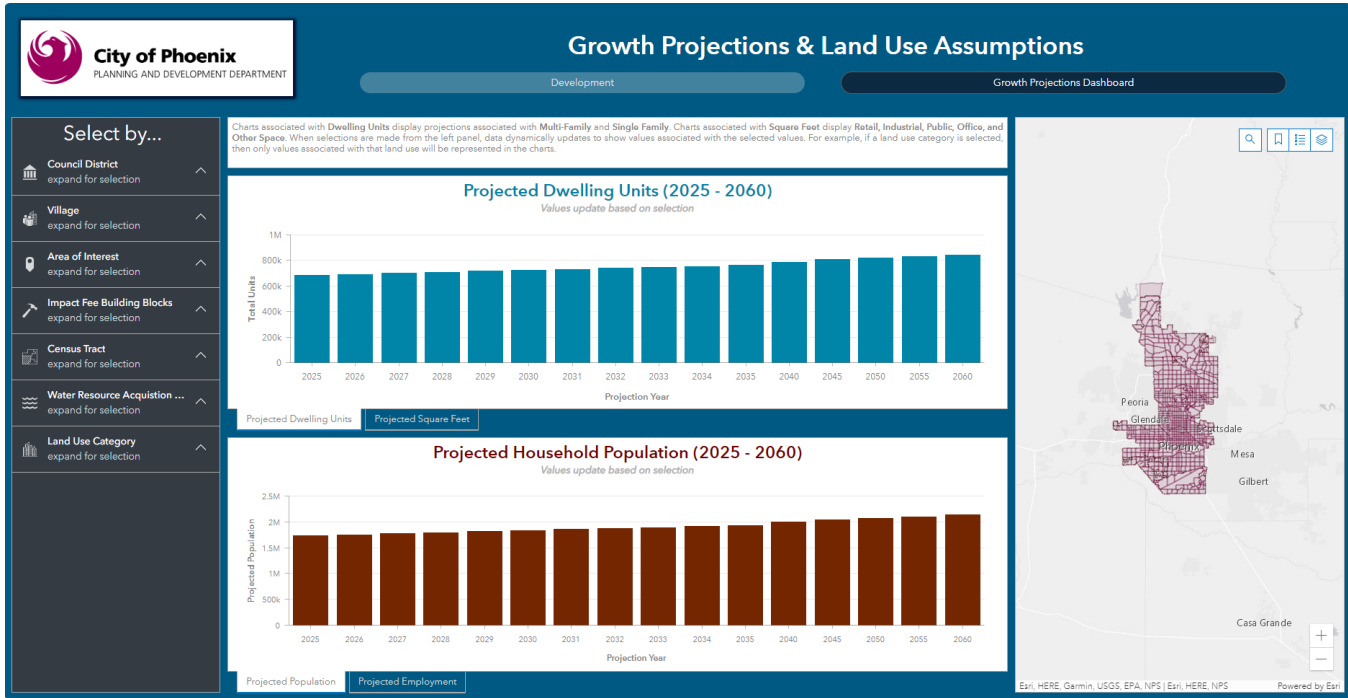 City of Phoenix
PLANNING AND DEVELOPMENT DEPARTMENT
Growth Projections & Land Use Assumptions
Development
Growth Projections Dashboard
Select by...
Council District
expand for selection
Village
expand for selection
Area of Interest
expand for selection
Impact Fee Building Blocks
expand for selection
Census Tract
expand for selection
Water Resource Acquistion ...
expand for selection
Land Use Category
expand for selection
Charts associated with Dwelling Units display projections associated with Multi-Family and Single Family. Charts associated with Square Feet display Retail, Industrial, Public, Office, and
Other Space. When selections are made from the left panel, data dynamically updates to show values associated with the selected values. For example, if a land use category is selected,
then only values associated with that land use will be represented in the charts.
Projected Dwelling Units (2025 - 2060)
Values update based on selection
Total Units
1M
800k
600k
400k
200k
0
2025 2026 2027 2028 2029 2030 2031 2032 2033 2034 2035 2040 2045 2050 2055 2060
Projection Year
Projected Dwelling Units
Projected Square Feet
Projected Household Population (2025 - 2060)
Values update based on selection
Projected Population
2.5M
2M
1.5M
1M
500k
0
2025 2026 2027 2028 2029 2030 2031 2032 2033 2034 2035 2040 2045 2050 2055 2060
Projection Year
Projected Population
Projected Employment
Peoria
Glendale
Scottsdale
Phoenix
Mesa
Gilbert
Casa Grande
+
−
Esri, HERE, Garmin, USGS, EPA, NPS | Esri, HERE, NPS
Powered by Esri